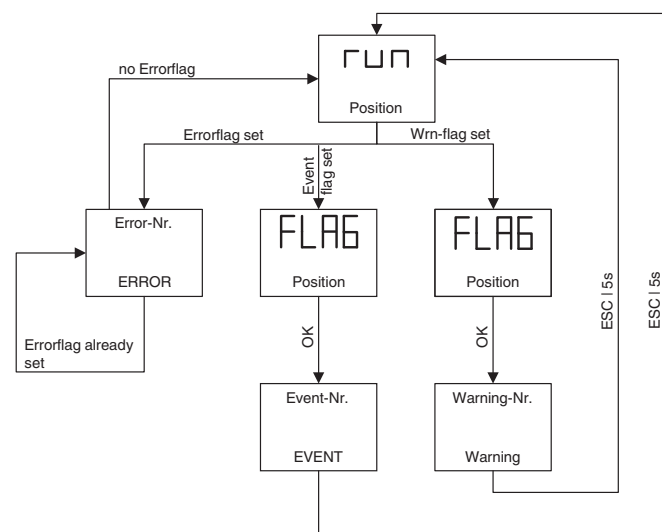 run
Position
no Errorflag
Errorflag set
Event
flag set
Wrn-flag set
Error-Nr.
ERROR
FLAG
Position
FLAG
Position
Errorflag already
set
OK
OK
ESC | 5s
ESC | 5s
Event-Nr.
EVENT
Warning-Nr.
Warning